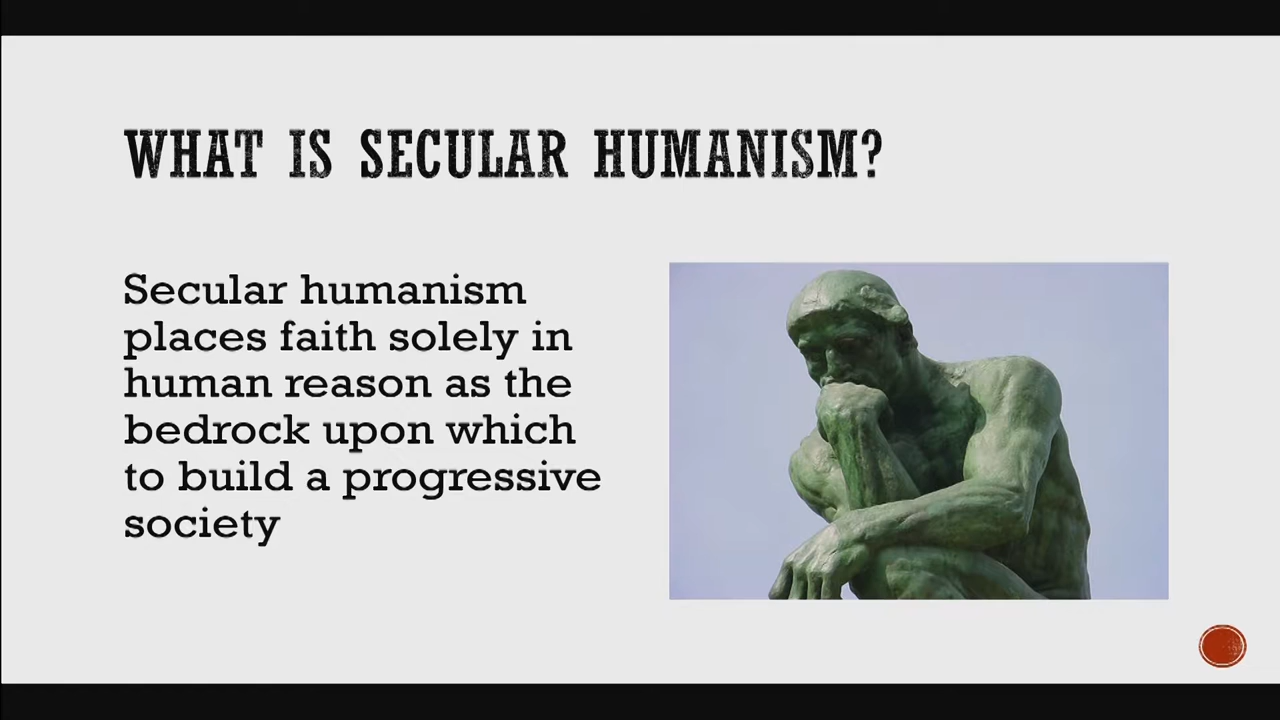 WHAT IS SECULAR HUMANISM?
Secular humanism
places faith solely in
human reason as the
bedrock upon which
to build a progressive
society